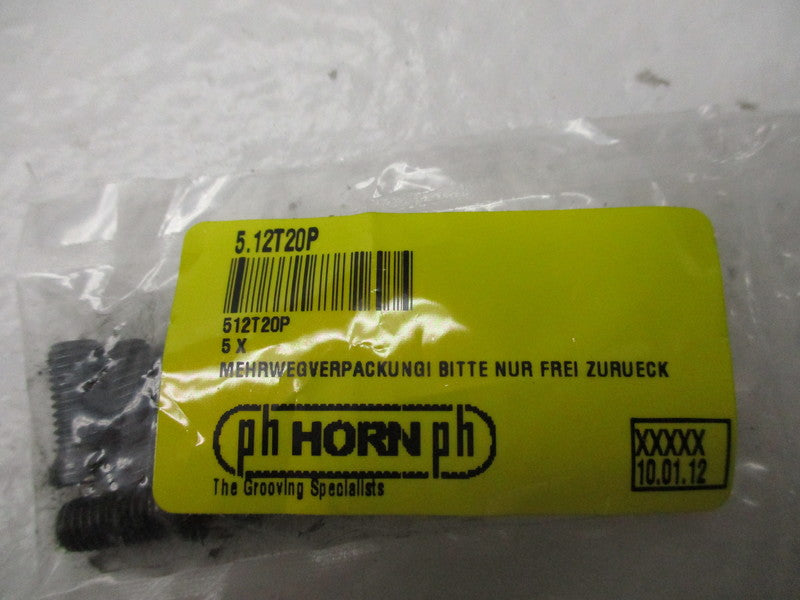 5.12T20P
512T20P
5 X
MEHRWEGVERPACKUNG! BITTE NUR FREI ZURUECK
ph HORN ph
The Grooving Specialists
XXXXX
10.01.12